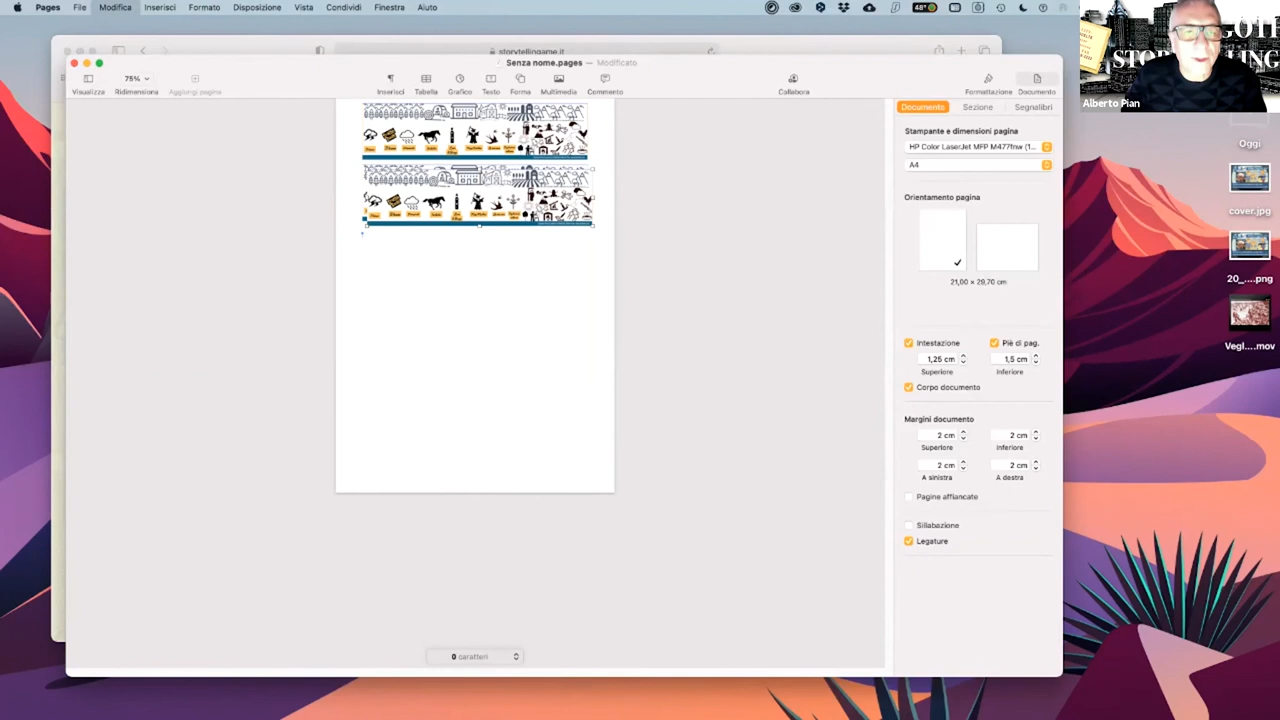 Pages File Modifica Inserisci Formato Disposizione Vista Condividi Finestra Aiuto
48°
storytellingame.it
Senza nome.pages — Modificato
75%
Visualizza Ridimensiona Aggiungi pagina Inserisci Tabella Grafico Testo Forma Multimedia Commento Collabora Formattazione Documento
Documento Sezione Segnalibri
Stampante e dimensioni pagina
HP Color LaserJet MFP M477fnw (1...
A4
Orientamento pagina
21,00 × 29,70 cm
Intestazione Piè di pag.
1,25 cm 1,5 cm
Superiore Inferiore
Corpo documento
Margini documento
2 cm 2 cm
Superiore Inferiore
2 cm 2 cm
A sinistra A destra
Pagine affiancate
Sillabazione
Legature
0 caratteri
Alberto Pian
Oggi
cover.jpg
20_....png
Vegl....mov